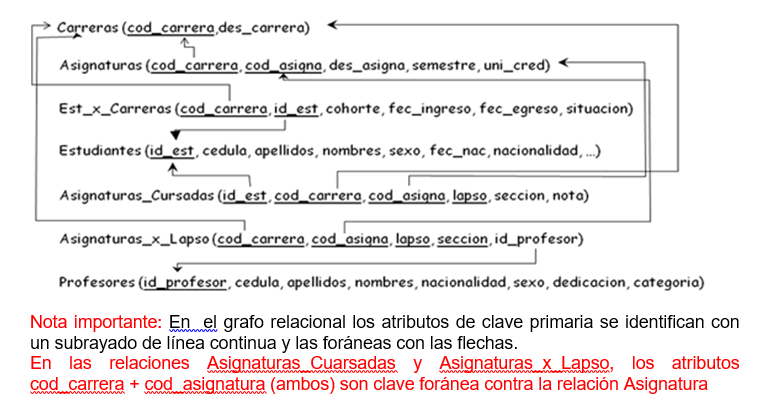 Carreras (cod_carrera,des_carrera)
Asignaturas (cod_carrera, cod_asigna, des_asigna, semestre, uni_cred)
Est_x_Carreras (cod_carrera, id_est, cohorte, fec_ingreso, fec_egreso, situacion)
Estudiantes (id_est, cedula, apellidos, nombres, sexo, fec_nac, nacionalidad, ...)
Asignaturas_Cursadas (id_est, cod_carrera, cod_asigna, lapso, seccion, nota)
Asignaturas_x_Lapso (cod_carrera, cod_asigna, lapso, seccion, id_profesor)
Profesores (id_profesor, cedula, apellidos, nombres, nacionalidad, sexo, dedicacion, categoria)
Nota importante: En el grafo relacional los atributos de clave primaria se identifican con
un subrayado de línea continua y las foráneas con las flechas.
En las relaciones Asignaturas_Cuarsadas y Asignaturas_x_Lapso, los atributos
cod_carrera + cod_asignatura (ambos) son clave foránea contra la relación Asignatura